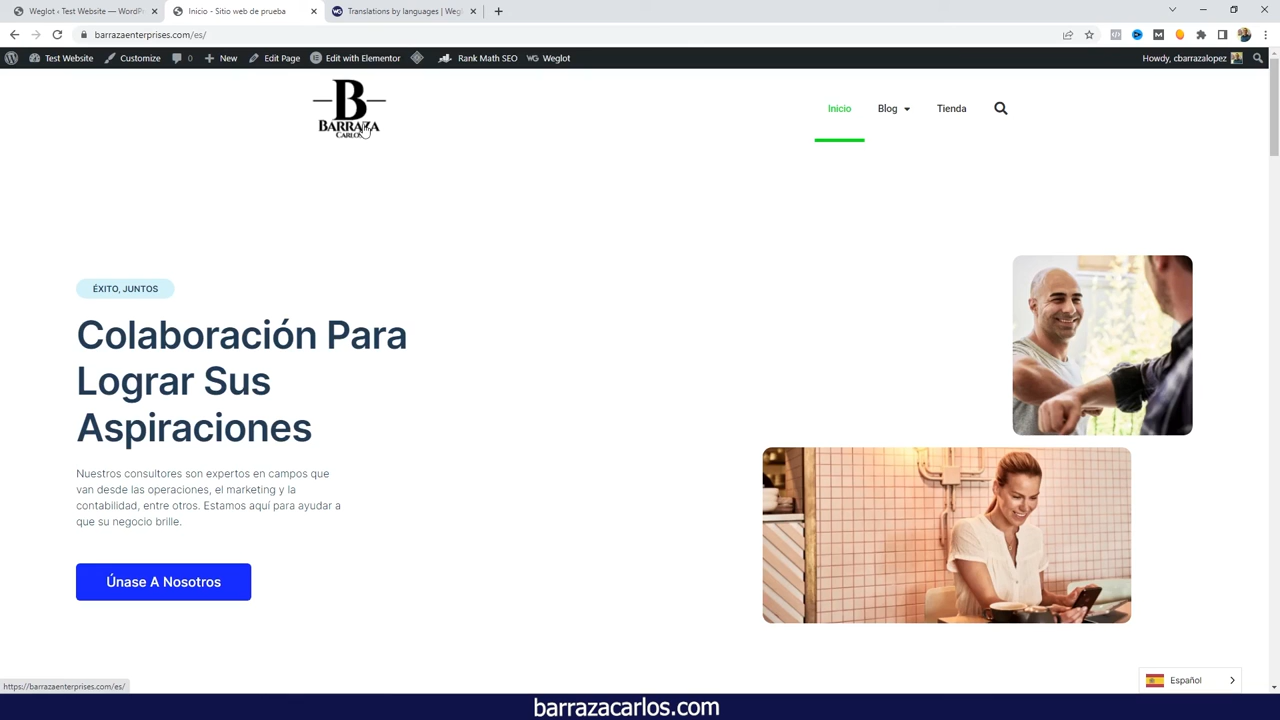 Weglot ‹ Test Website — WordPr
Inicio - Sitio web de prueba
Translations by languages | Wegl
barrazaenterprises.com/es/
Test Website
Customize
0
New
Edit Page
Edit with Elementor
Rank Math SEO
WG Weglot
Howdy, cbarrazalopez
B
BARRAZA
CARLOS
Inicio
Blog
Tienda
ÉXITO, JUNTOS
Colaboración Para
Lograr Sus
Aspiraciones
Nuestros consultores son expertos en campos que
van desde las operaciones, el marketing y la
contabilidad, entre otros. Estamos aquí para ayudar a
que su negocio brille.
Únase A Nosotros
Español
https://barrazaenterprises.com/es/
barrazacarlos.com